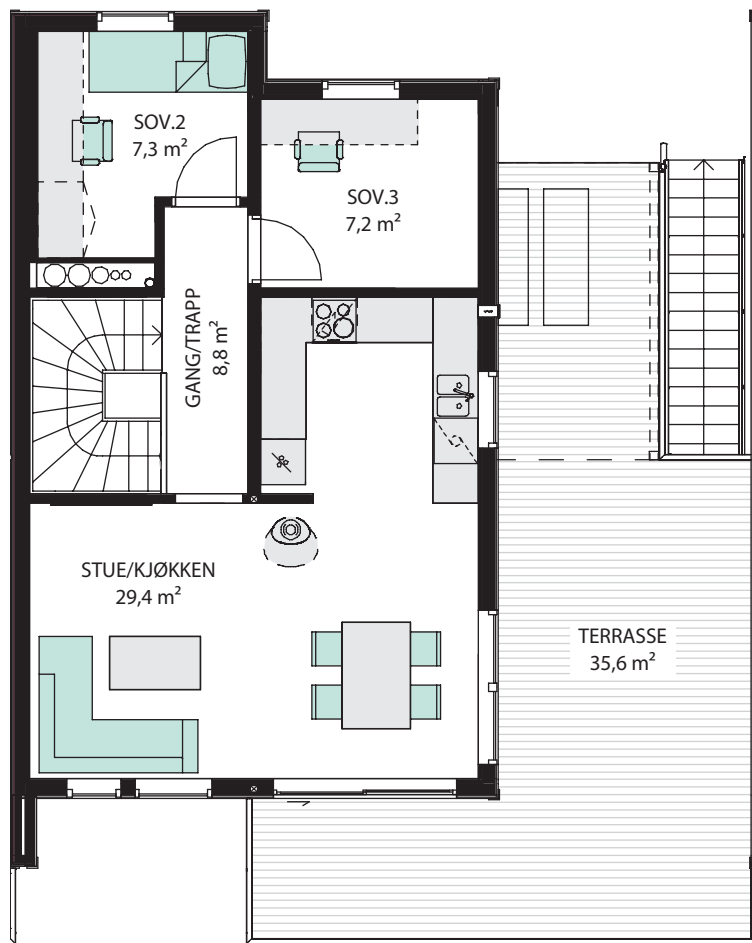 SOV.2
7,3 m²
SOV.3
7,2 m²
GANG/TRAPP
8,8 m²
STUE/KJØKKEN
29,4 m²
TERRASSE
35,6 m²